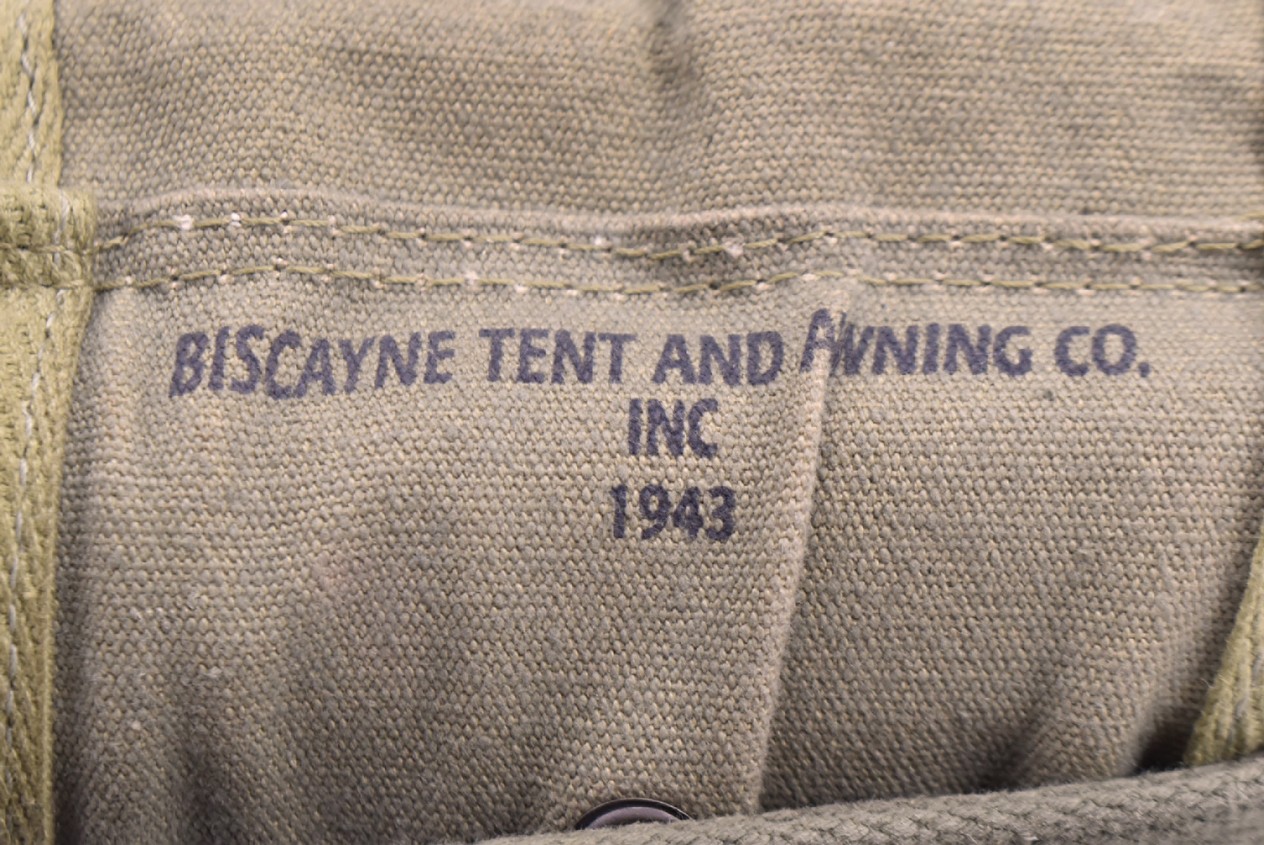 BISCAYNE TENT AND AWNING CO.
INC
1943